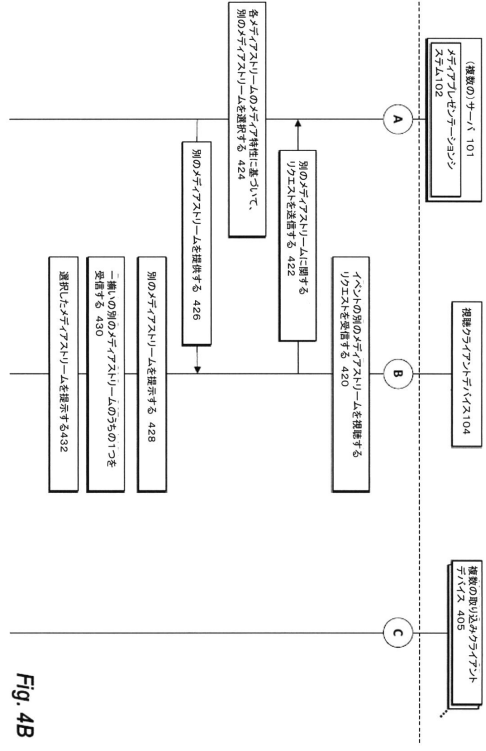 (複数の)サーバ 101
メディアプレゼンテーションシ
ステム102
視聴クライアントデバイス104
複数の取り込みクライアント
デバイス 405
A
B
C
イベントの別のメディアストリームを視聴する
リクエストを受信する 420
別のメディアストリームに関する
リクエストを送信する 422
各メディアストリームのメディア特性に基づいて、
別のメディアストリームを選択する 424
別のメディアストリームを提供する 426
別のメディアストリームを提示する 428
一揃いの別のメディアストリームのうちの1つを
受信する 430
選択したメディアストリームを提示する432
Fig. 4B